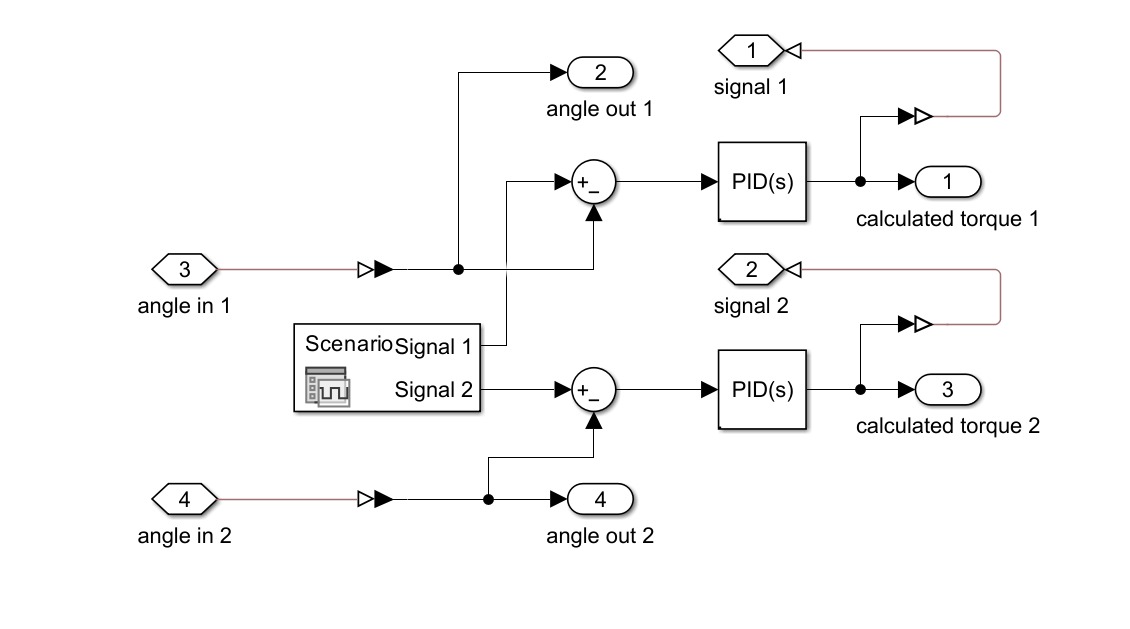 1
signal 1
2
angle out 1
+
−
PID(s)
1
calculated torque 1
3
angle in 1
2
signal 2
Scenario
Signal 1
Signal 2
+
−
PID(s)
3
calculated torque 2
4
angle in 2
4
angle out 2